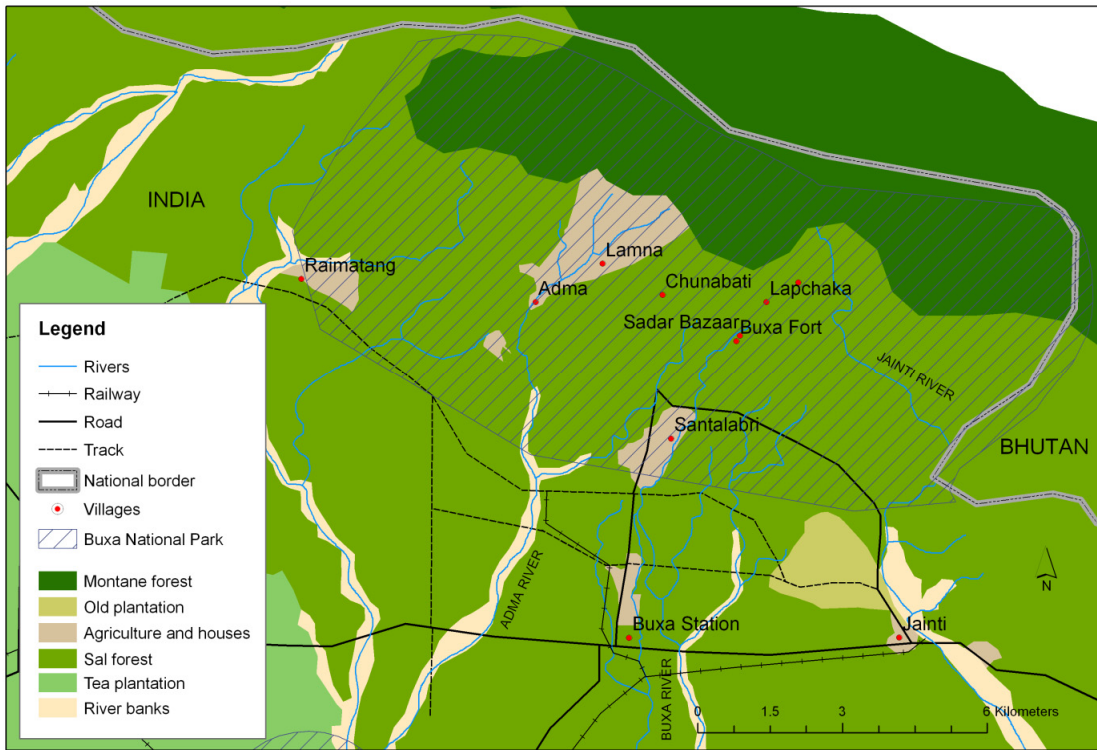 INDIA
Raimatang
Lamna
Adma
Chunabati
Lapchaka
Sadar Bazaar
Buxa Fort
JAINTI RIVER
Santalabri
BHUTAN
ADMA RIVER
Buxa Station
BUXA RIVER
Jainti
N
0 1.5 3 6 Kilometers
Legend
Rivers
Railway
Road
Track
National border
Villages
Buxa National Park
Montane forest
Old plantation
Agriculture and houses
Sal forest
Tea plantation
River banks